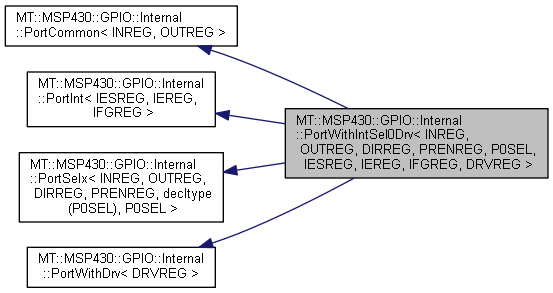 MT::MSP430::GPIO::Internal
::PortCommon< INREG, OUTREG >
MT::MSP430::GPIO::Internal
::PortInt< IESREG, IEREG,
IFGREG >
MT::MSP430::GPIO::Internal
::PortSelx< INREG, OUTREG,
DIRREG, PRENREG, decltype
(P0SEL), P0SEL >
MT::MSP430::GPIO::Internal
::PortWithDrv< DRVREG >
MT::MSP430::GPIO::Internal
::PortWithIntSel0Drv< INREG,
OUTREG, DIRREG, PRENREG, P0SEL,
IESREG, IEREG, IFGREG, DRVREG >